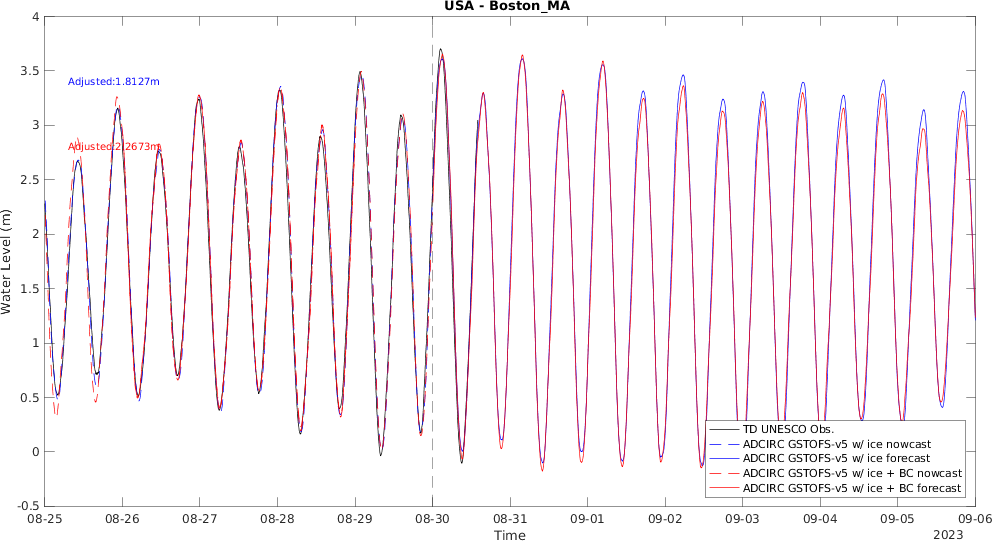 USA - Boston_MA
4
3.5
3
2.5
2
1.5
1
0.5
0
-0.5
Water Level (m)
Adjusted:1.8127m
Adjusted:2.2673m
TD UNESCO Obs.
ADCIRC GSTOFS-v5 w/ ice nowcast
ADCIRC GSTOFS-v5 w/ ice forecast
ADCIRC GSTOFS-v5 w/ ice + BC nowcast
ADCIRC GSTOFS-v5 w/ ice + BC forecast
08-25 08-26 08-27 08-28 08-29 08-30 08-31 09-01 09-02 09-03 09-04 09-05 09-06
Time
2023